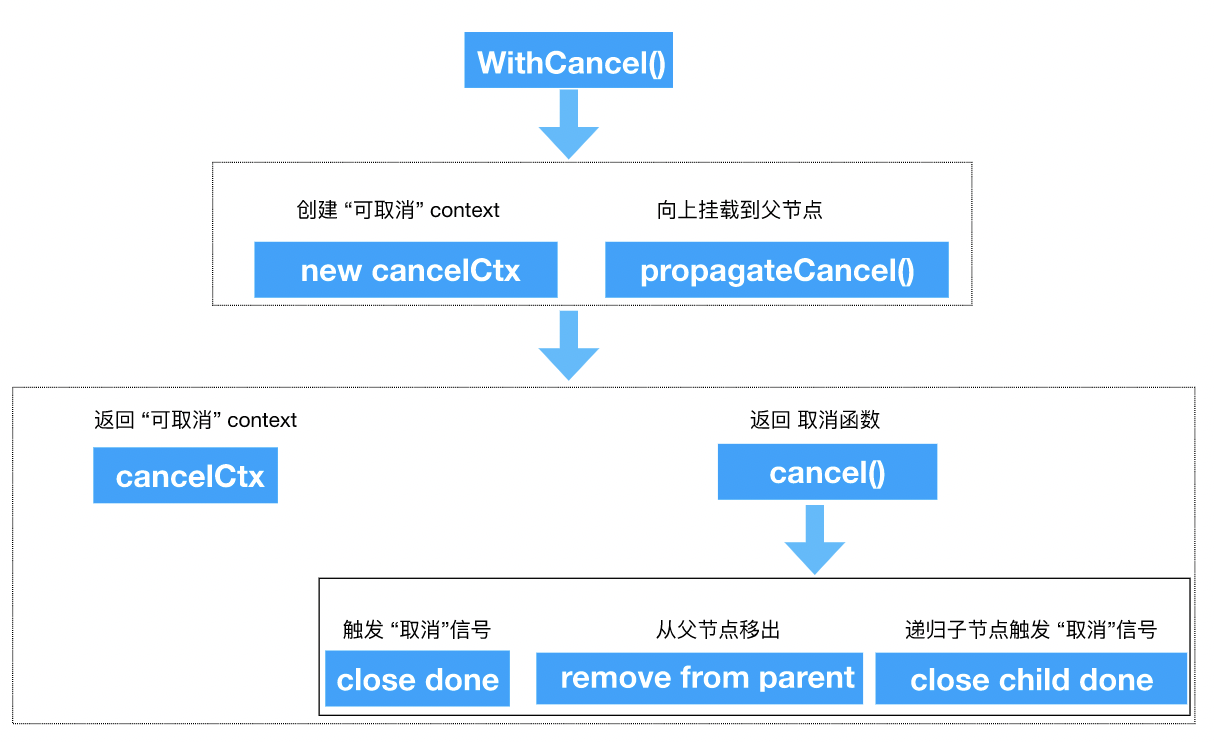 WithCancel()
创建 “可取消” context
向上挂载到父节点
new cancelCtx
propagateCancel()
返回 “可取消” context
返回 取消函数
cancelCtx
cancel()
触发 “取消”信号
从父节点移出
递归子节点触发 “取消”信号
close done
remove from parent
close child done